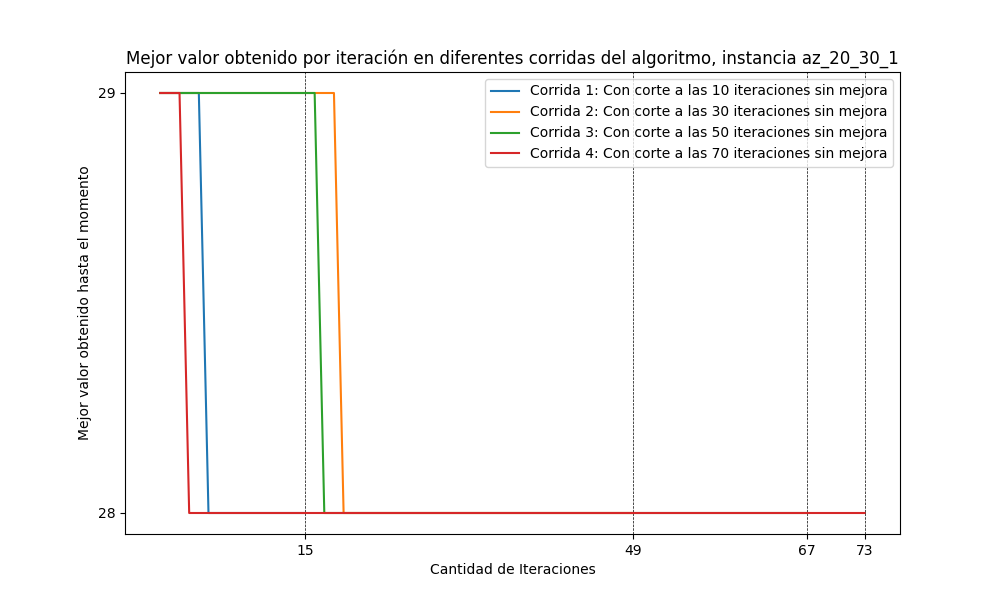 Mejor valor obtenido por iteración en diferentes corridas del algoritmo, instancia az_20_30_1
29
28
Mejor valor obtenido hasta el momento
Corrida 1: Con corte a las 10 iteraciones sin mejora
Corrida 2: Con corte a las 30 iteraciones sin mejora
Corrida 3: Con corte a las 50 iteraciones sin mejora
Corrida 4: Con corte a las 70 iteraciones sin mejora
15 49 67 73
Cantidad de Iteraciones